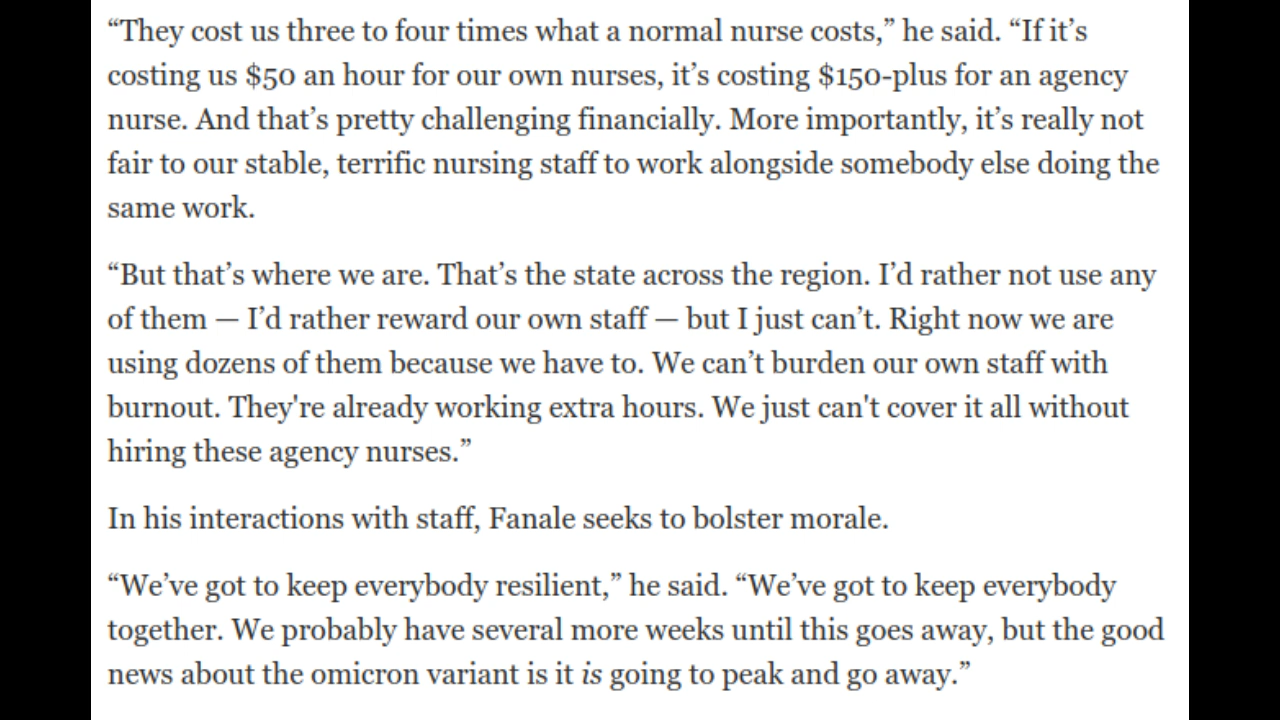 “They cost us three to four times what a normal nurse costs,” he said. “If it’s
costing us $50 an hour for our own nurses, it’s costing $150-plus for an agency
nurse. And that’s pretty challenging financially. More importantly, it’s really not
fair to our stable, terrific nursing staff to work alongside somebody else doing the
same work.
“But that’s where we are. That’s the state across the region. I’d rather not use any
of them — I’d rather reward our own staff — but I just can’t. Right now we are
using dozens of them because we have to. We can’t burden our own staff with
burnout. They're already working extra hours. We just can't cover it all without
hiring these agency nurses.”
In his interactions with staff, Fanale seeks to bolster morale.
“We’ve got to keep everybody resilient,” he said. “We’ve got to keep everybody
together. We probably have several more weeks until this goes away, but the good
news about the omicron variant is it is going to peak and go away.”